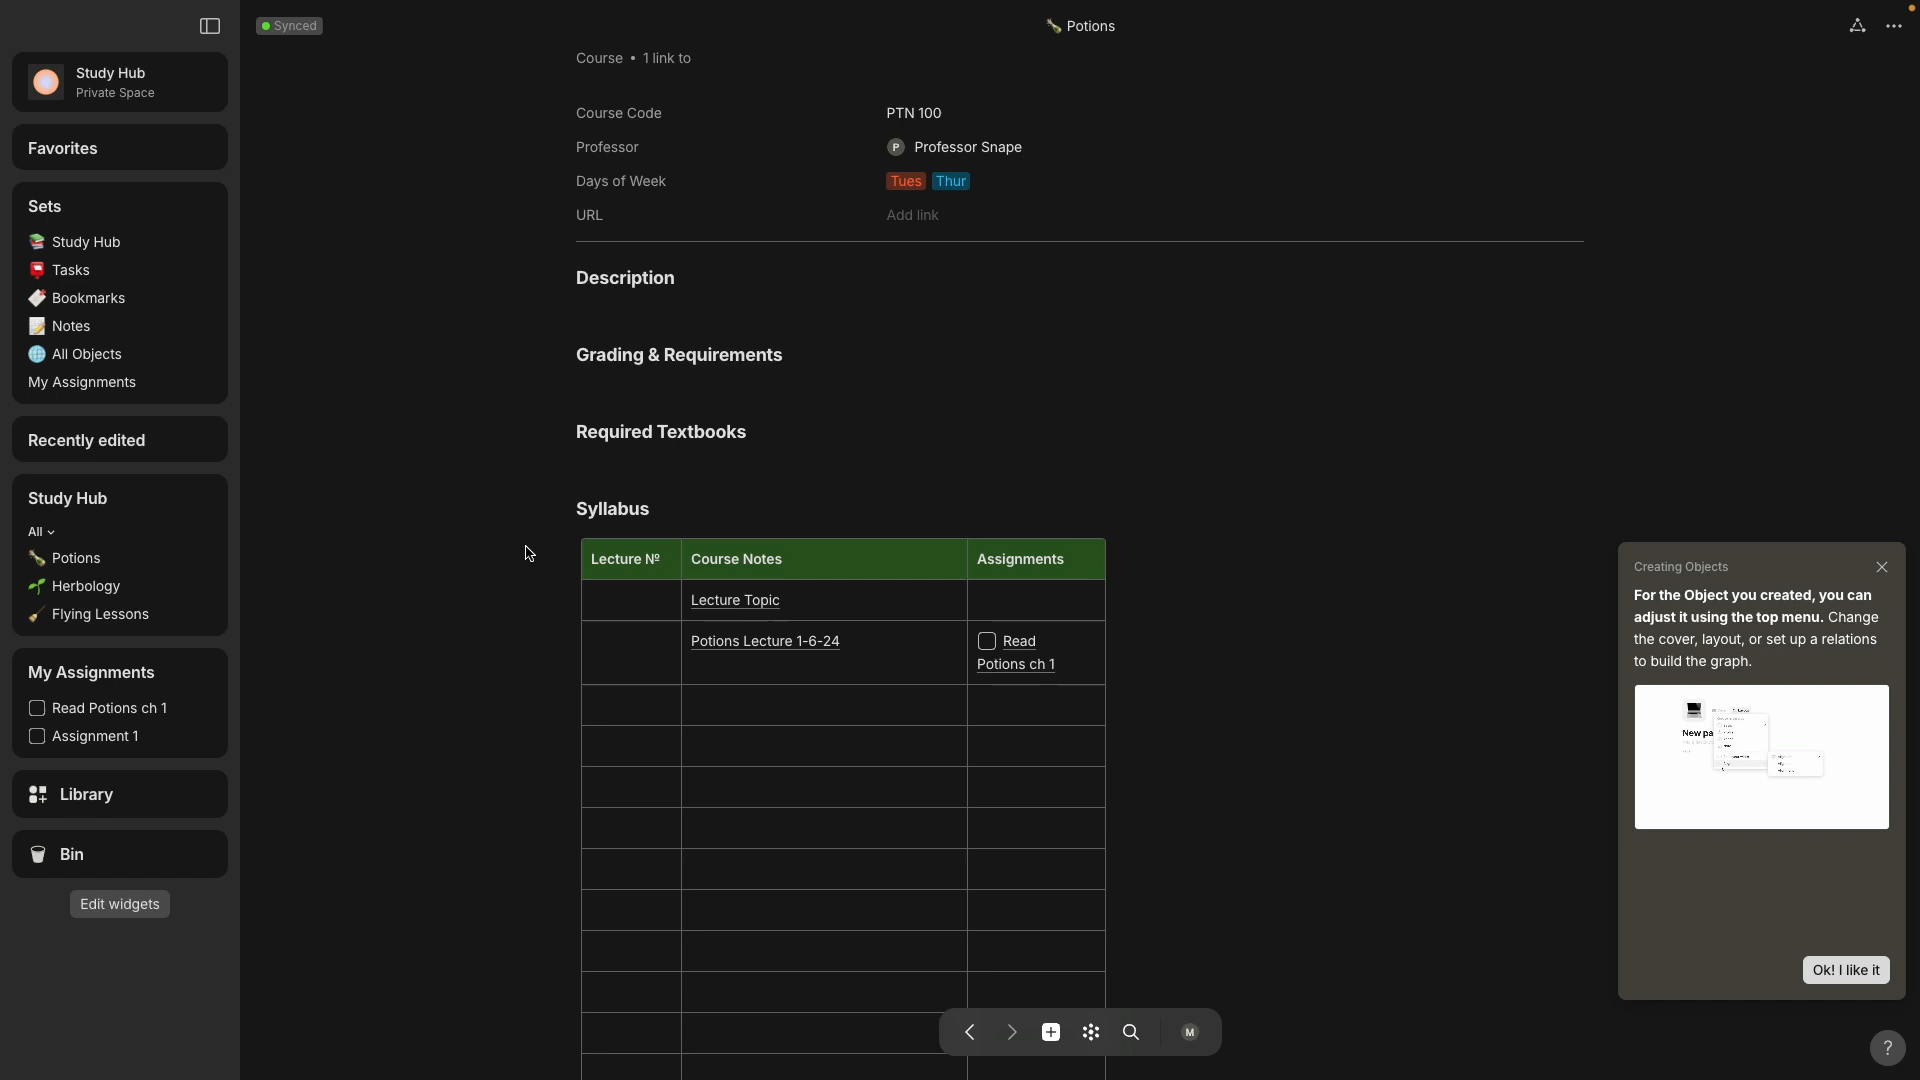 Synced
Potions
Study Hub
Private Space
Favorites
Sets
Study Hub
Tasks
Bookmarks
Notes
All Objects
My Assignments
Recently edited
Study Hub
All
Potions
Herbology
Flying Lessons
My Assignments
Read Potions ch 1
Assignment 1
Library
Bin
Edit widgets
Course • 1 link to
Course Code PTN 100
Professor P Professor Snape
Days of Week Tues Thur
URL Add link
Description
Grading & Requirements
Required Textbooks
Syllabus
Lecture № Course Notes Assignments
Lecture Topic
Potions Lecture 1-6-24 Read
Potions ch 1
M
Creating Objects
For the Object you created, you can
adjust it using the top menu. Change
the cover, layout, or set up a relations
to build the graph.
New pa
Ok! I like it
?